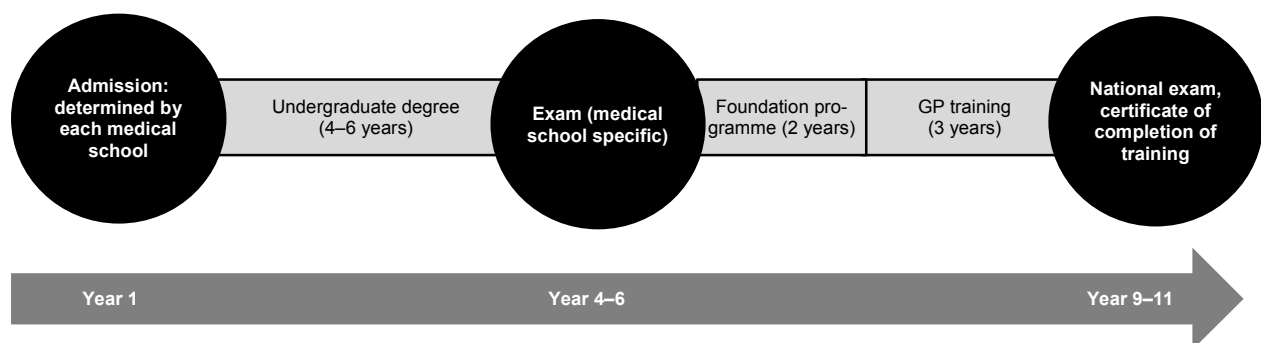 Admission:
determined by
each medical
school
Undergraduate degree
(4–6 years)
Exam (medical
school specific)
Foundation pro-
gramme (2 years)
GP training
(3 years)
National exam,
certificate of
completion of
training
Year 1
Year 4–6
Year 9–11